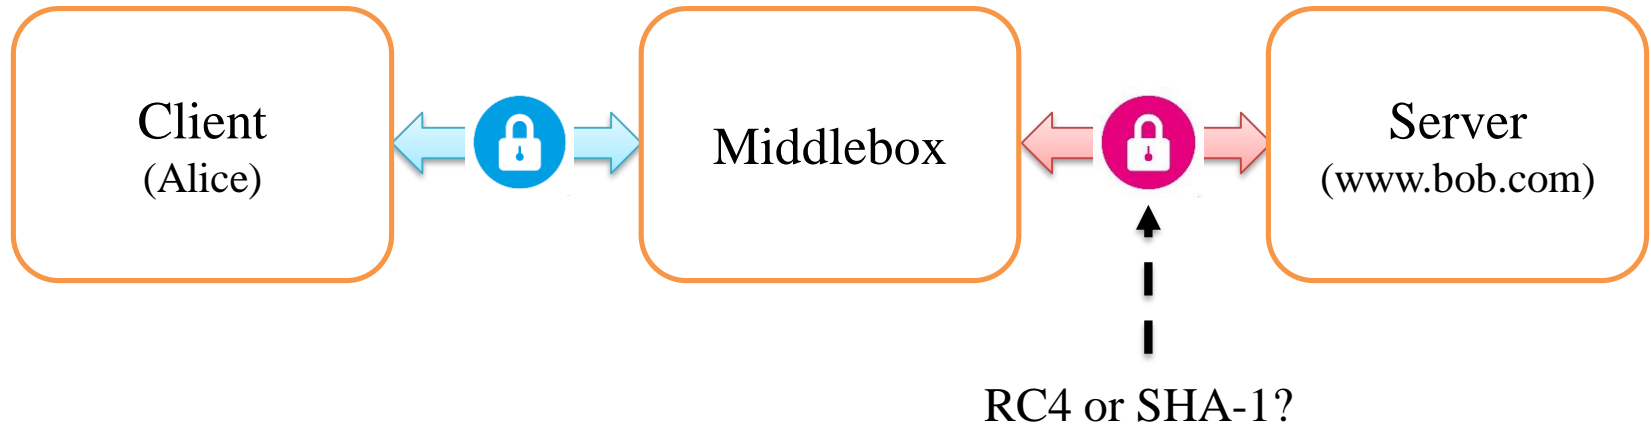 Client
(Alice)
Middlebox
Server
(www.bob.com)
RC4 or SHA-1?